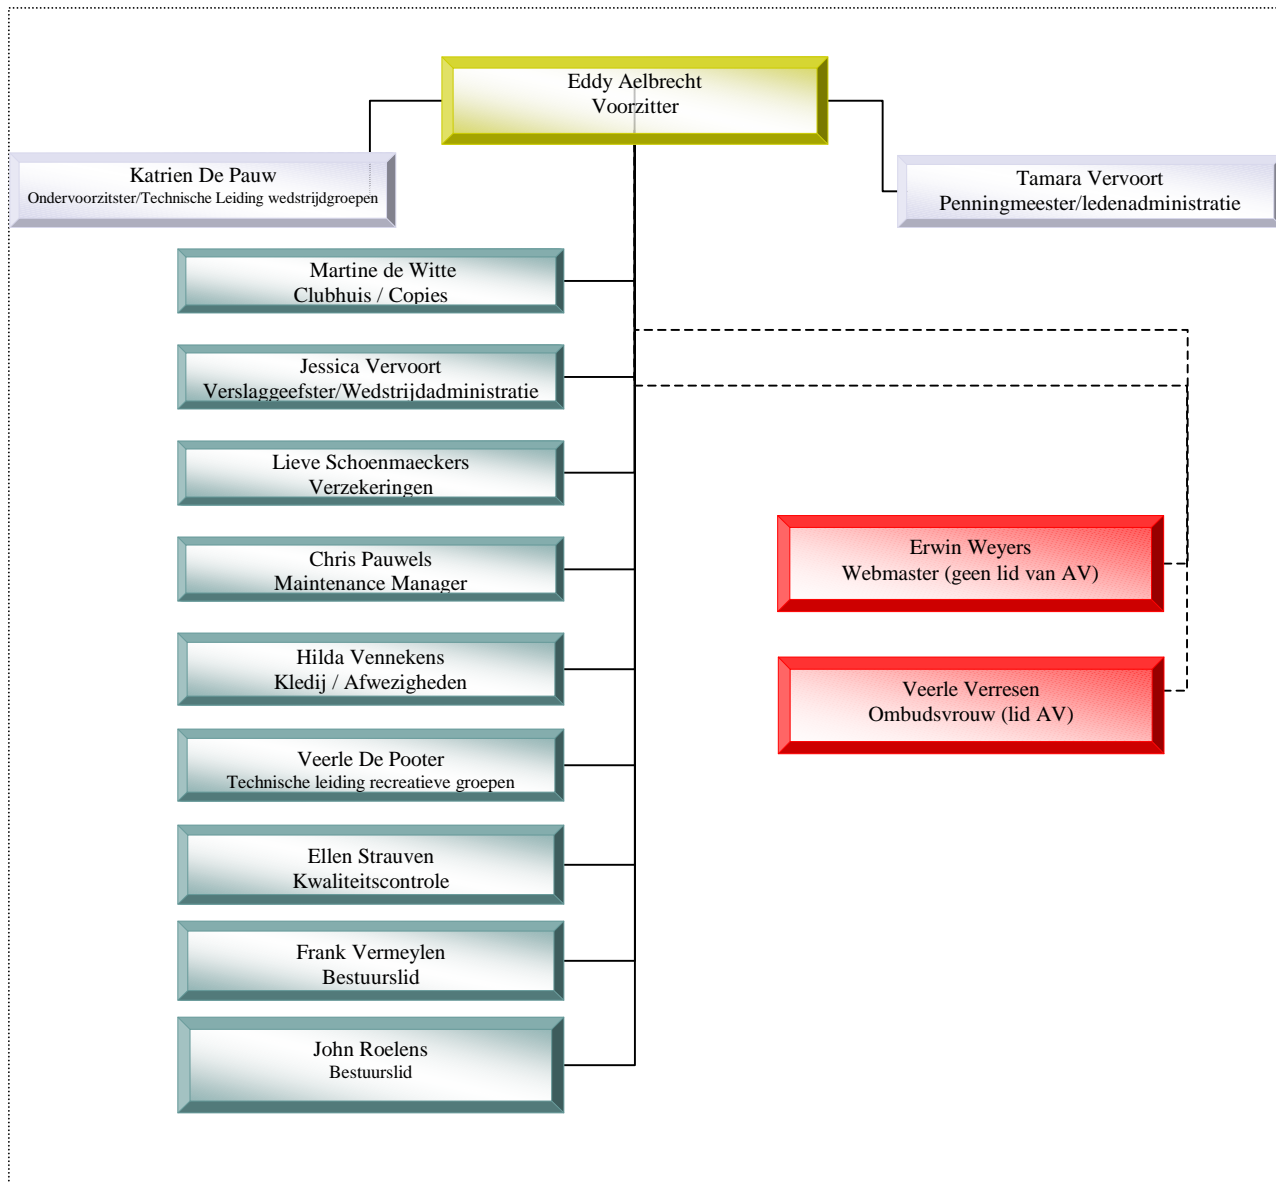 Eddy Aelbrecht
Voorzitter
Katrien De Pauw
Ondervoorzitster/Technische Leiding wedstrijdgroepen
Tamara Vervoort
Penningmeester/ledenadministratie
Martine de Witte
Clubhuis / Copies
Jessica Vervoort
Verslaggeefster/Wedstrijdadministratie
Lieve Schoenmaeckers
Verzekeringen
Chris Pauwels
Maintenance Manager
Hilda Vennekens
Kledij / Afwezigheden
Veerle De Pooter
Technische leiding recreatieve groepen
Ellen Strauven
Kwaliteitscontrole
Frank Vermeylen
Bestuurslid
John Roelens
Bestuurslid
Erwin Weyers
Webmaster (geen lid van AV)
Veerle Verresen
Ombudsvrouw (lid AV)